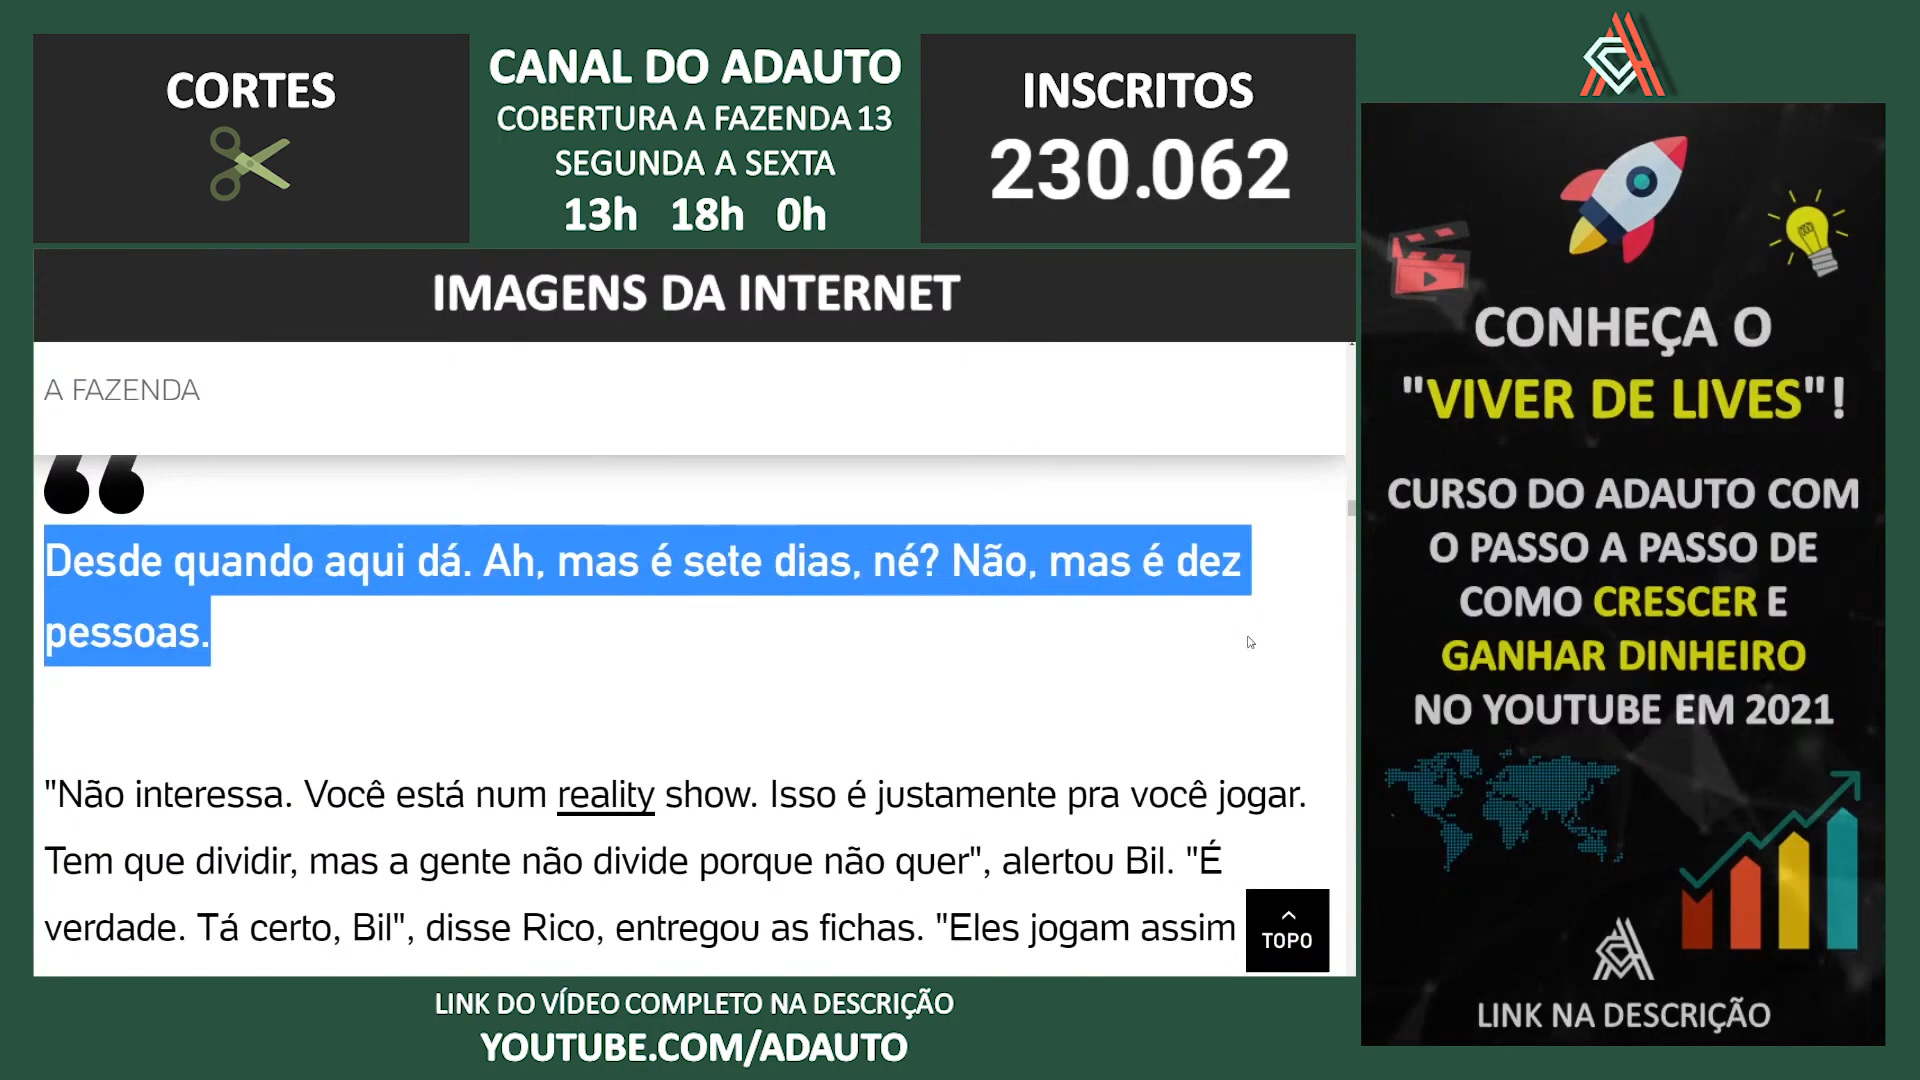 CORTES
CANAL DO ADAUTO
COBERTURA A FAZENDA 13
SEGUNDA A SEXTA
13h 18h 0h
INSCRITOS
230.062
IMAGENS DA INTERNET
A FAZENDA
Desde quando aqui dá. Ah, mas é sete dias, né? Não, mas é dez
pessoas.
"Não interessa. Você está num reality show. Isso é justamente pra você jogar.
Tem que dividir, mas a gente não divide porque não quer", alertou Bil. "É
verdade. Tá certo, Bil", disse Rico, entregou as fichas. "Eles jogam assim
TOPO
LINK DO VÍDEO COMPLETO NA DESCRIÇÃO
YOUTUBE.COM/ADAUTO
CONHEÇA O
"VIVER DE LIVES"!
CURSO DO ADAUTO COM
O PASSO A PASSO DE
COMO CRESCER E
GANHAR DINHEIRO
NO YOUTUBE EM 2021
LINK NA DESCRIÇÃO